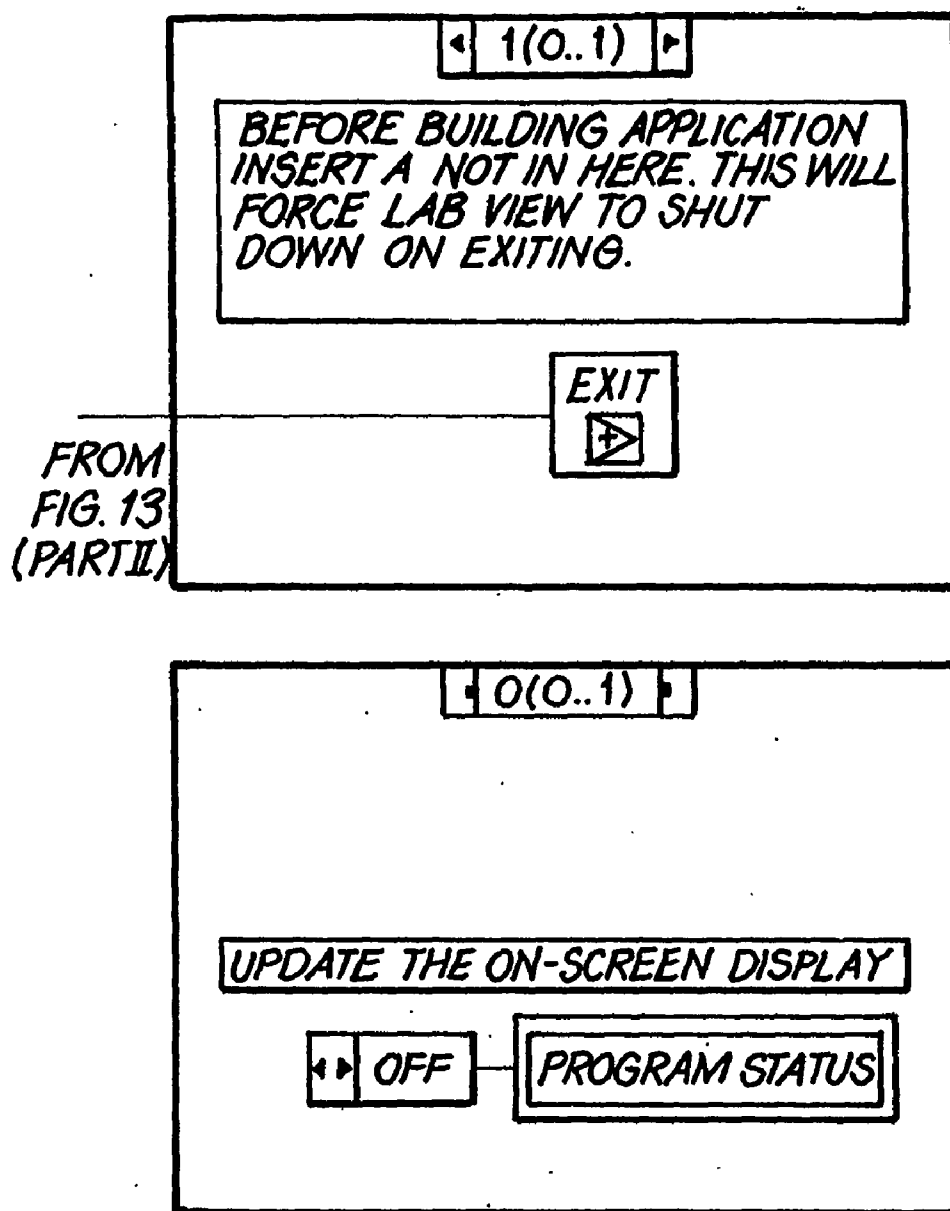 1(0..1)
BEFORE BUILDING APPLICATION
INSERT A NOT IN HERE. THIS WILL
FORCE LAB VIEW TO SHUT
DOWN ON EXITING.
EXIT
+
FROM
FIG. 13
(PART II)
0(0..1)
UPDATE THE ON-SCREEN DISPLAY
OFF
PROGRAM STATUS